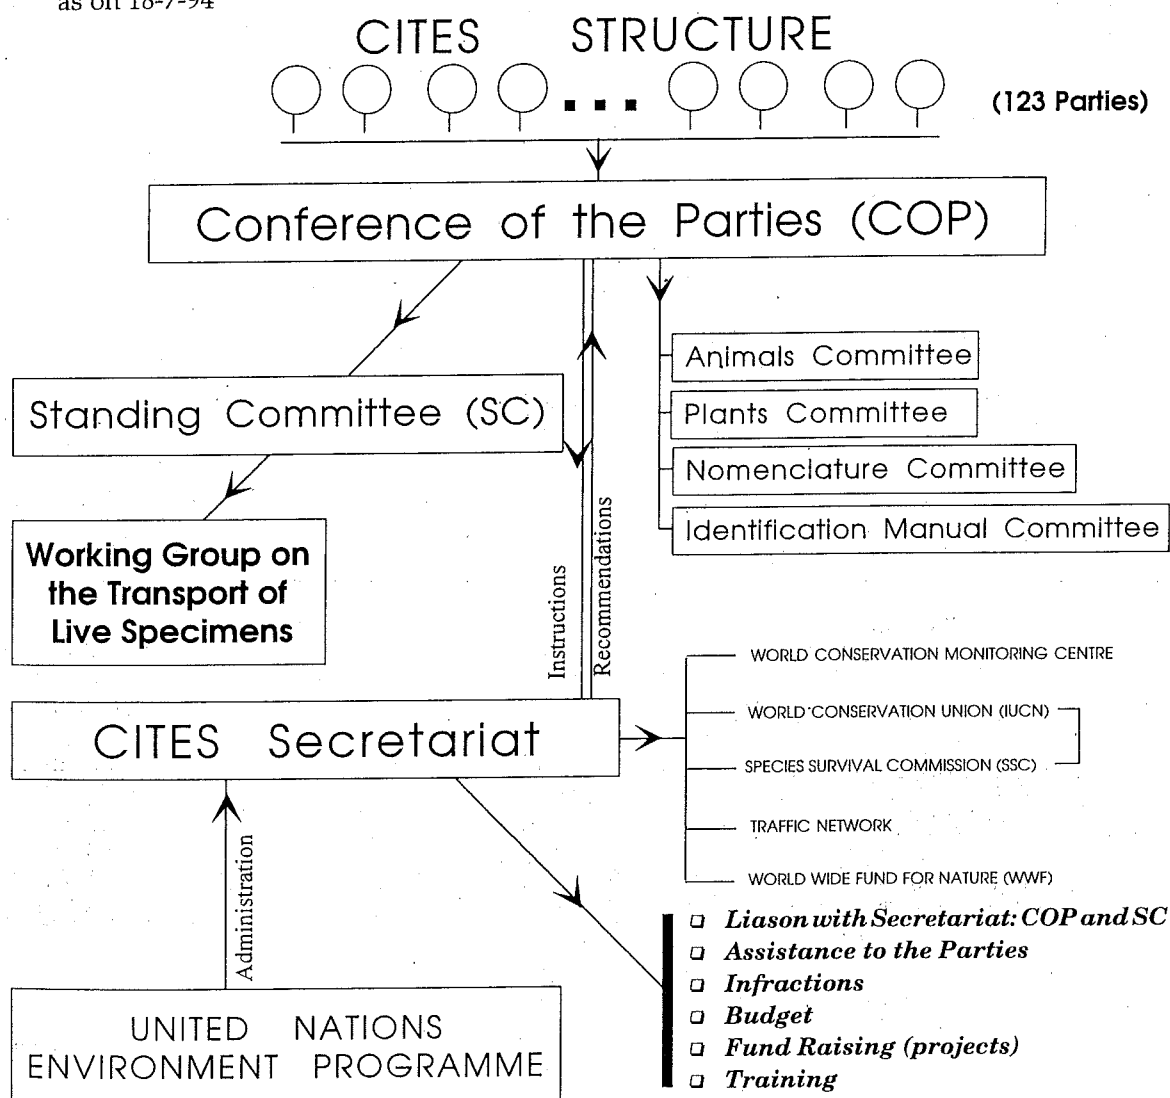 as on 18-7-94
CITES STRUCTURE
(123 Parties)
Conference of the Parties (COP)
Standing Committee (SC)
Animals Committee
Plants Committee
Nomenclature Committee
Identification Manual Committee
Working Group on
the Transport of
Live Specimens
Instructions
Recommendations
CITES Secretariat
WORLD CONSERVATION MONITORING CENTRE
WORLD CONSERVATION UNION (IUCN)
SPECIES SURVIVAL COMMISSION (SSC)
TRAFFIC NETWORK
WORLD WIDE FUND FOR NATURE (WWF)
Administration
UNITED NATIONS
ENVIRONMENT PROGRAMME
Liason with Secretariat: COP and SC
Assistance to the Parties
Infractions
Budget
Fund Raising (projects)
Training